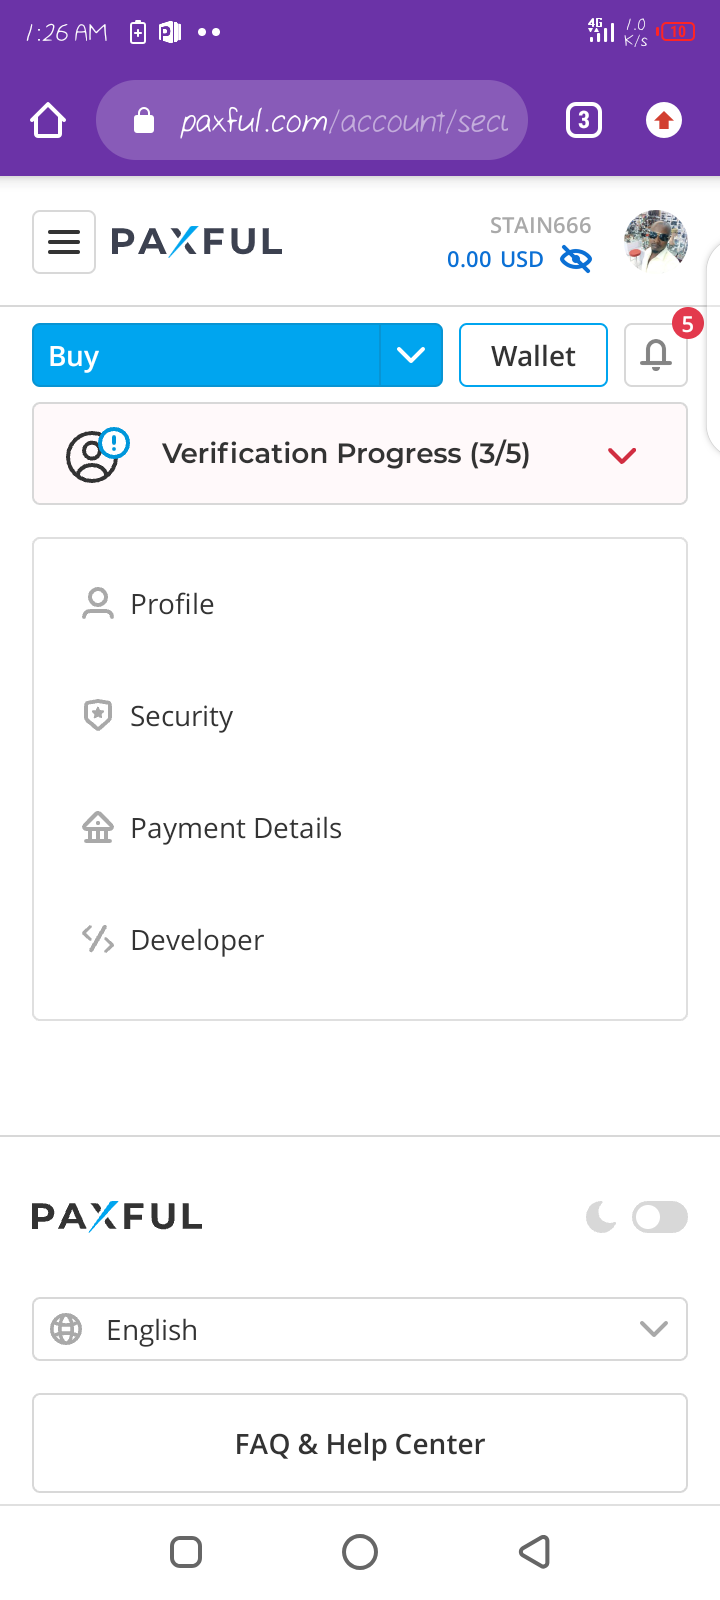 1:26 AM
4G 1.0 K/s 10
paxful.com/account/secu
3
PAXFUL
STAIN666
0.00 USD
5
Buy
Wallet
Verification Progress (3/5)
Profile
Security
Payment Details
Developer
PAXFUL
English
FAQ & Help Center